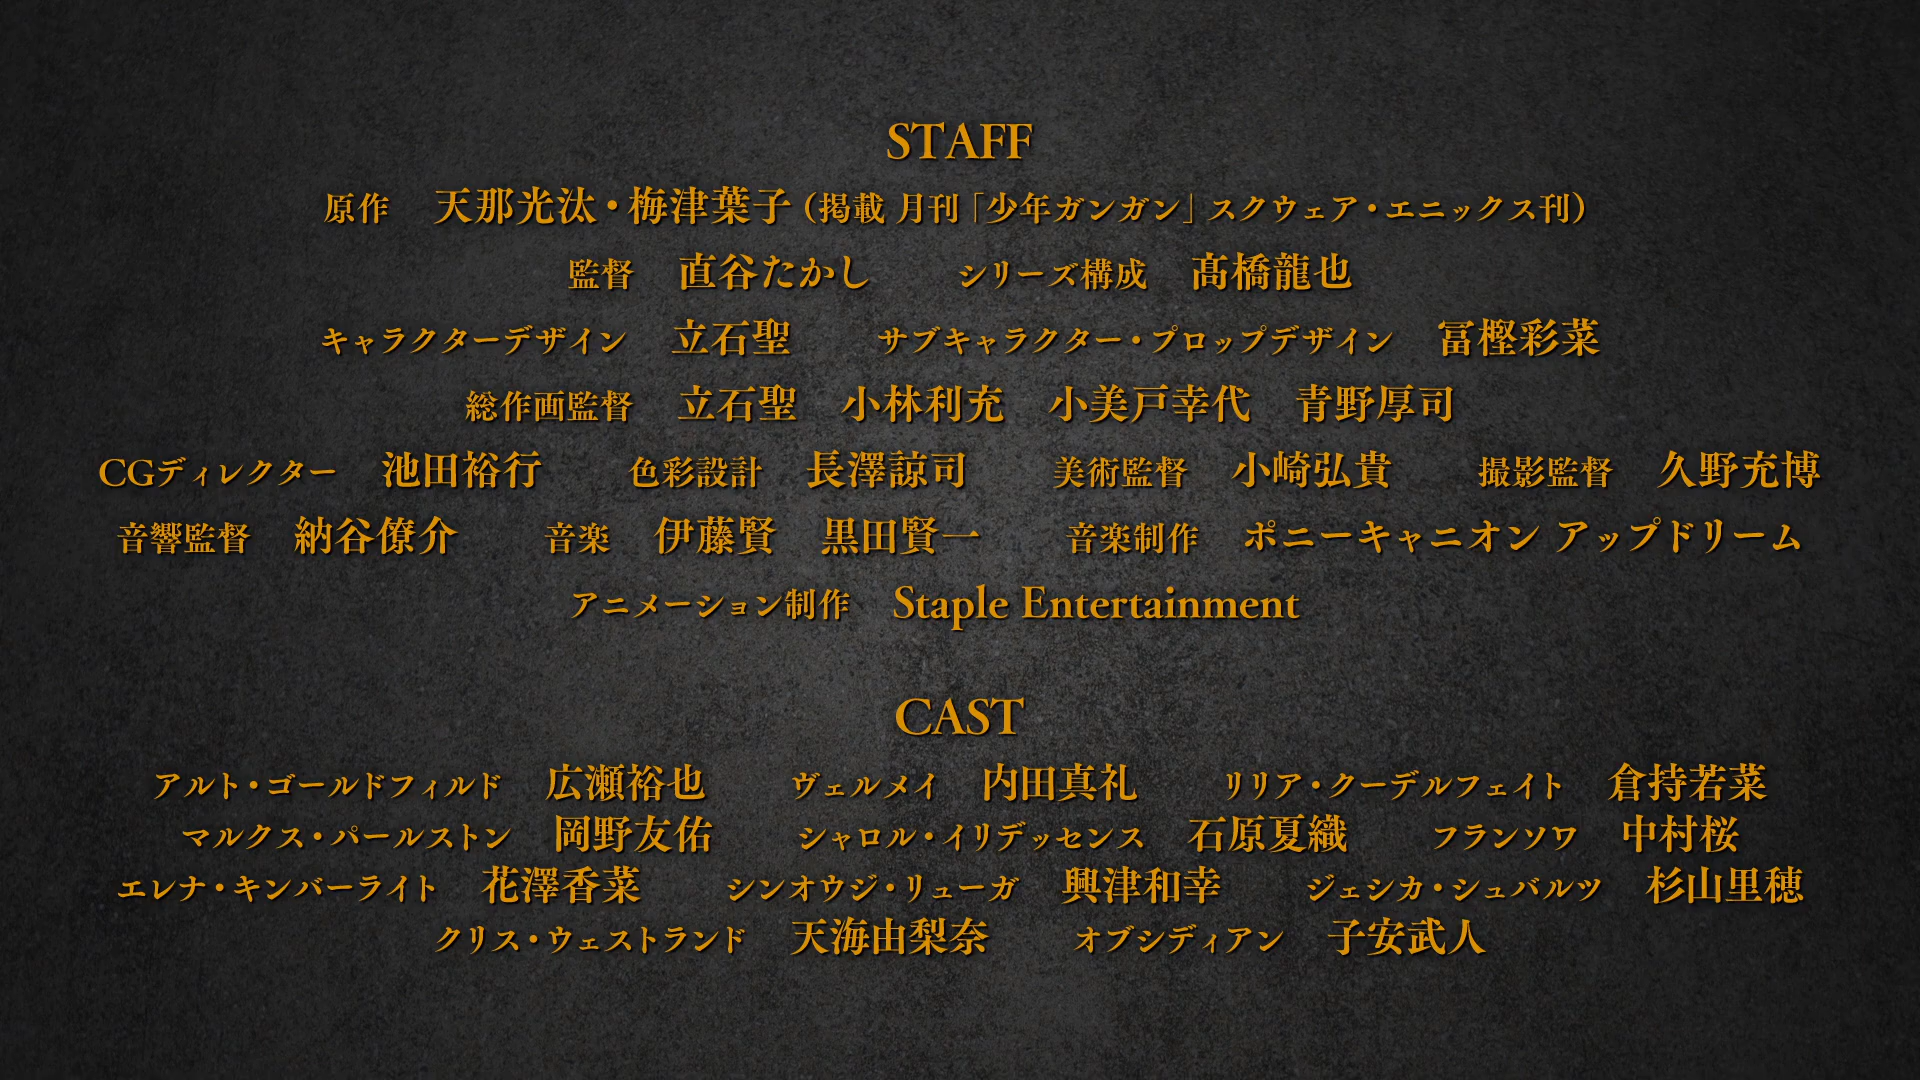 STAFF
原作　天那光汰・梅津葉子（掲載 月刊「少年ガンガン」スクウェア・エニックス刊）
監督　直谷たかし　　シリーズ構成　髙橋龍也
キャラクターデザイン　立石聖　　サブキャラクター・プロップデザイン　冨樫彩菜
総作画監督　立石聖　小林利充　小美戸幸代　青野厚司
CGディレクター　池田裕行　　色彩設計　長澤諒司　　美術監督　小崎弘貴　　撮影監督　久野充博
音響監督　納谷僚介　　音楽　伊藤賢　黒田賢一　　音楽制作　ポニーキャニオン アップドリーム
アニメーション制作　Staple Entertainment
CAST
アルト・ゴールドフィルド　広瀬裕也　　ヴェルメイ　内田真礼　　リリア・クーデルフェイト　倉持若菜
マルクス・パールストン　岡野友佑　　シャロル・イリデッセンス　石原夏織　　フランソワ　中村桜
エレナ・キンバーライト　花澤香菜　　シンオウジ・リューガ　興津和幸　　ジェシカ・シュバルツ　杉山里穂
クリス・ウェストランド　天海由梨奈　　オブシディアン　子安武人